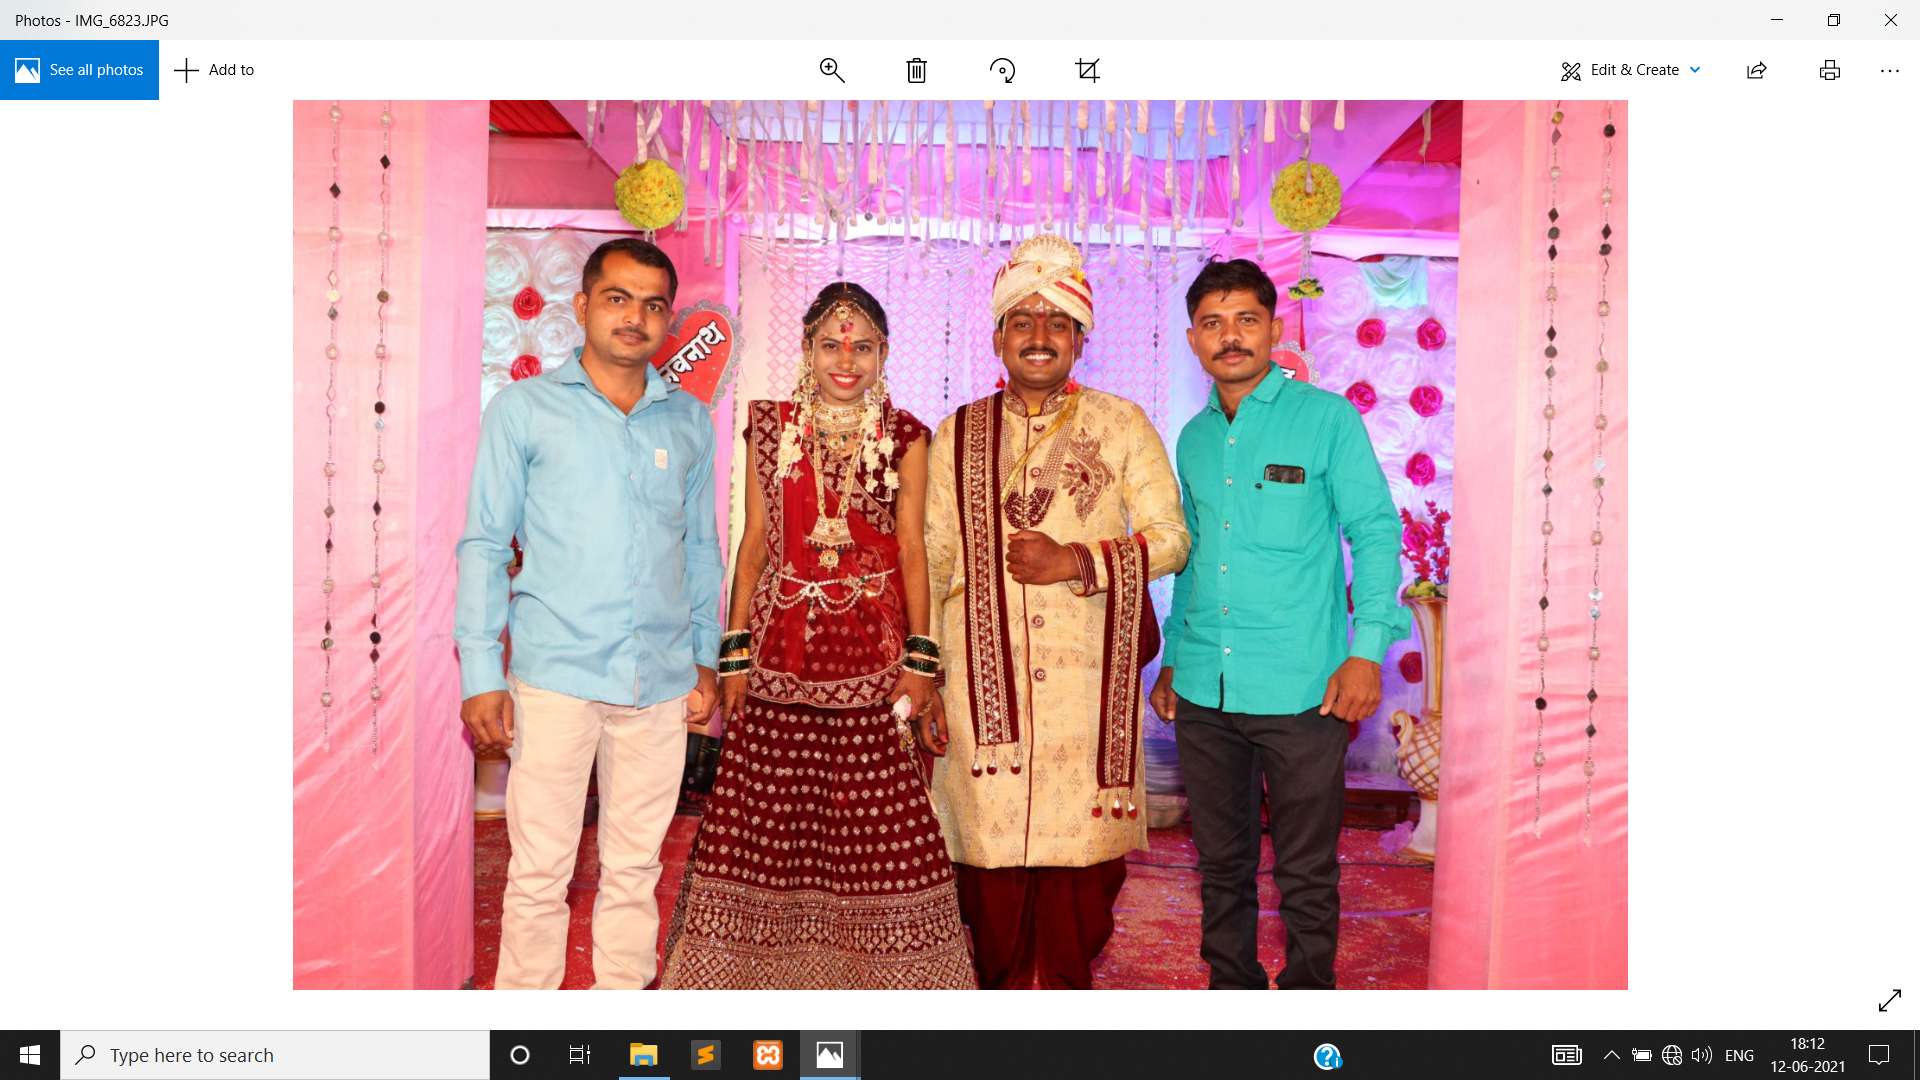 Photos - IMG_6823.JPG
See all photos
Add to
Edit & Create
Type here to search
ENG
18:12
12-06-2021